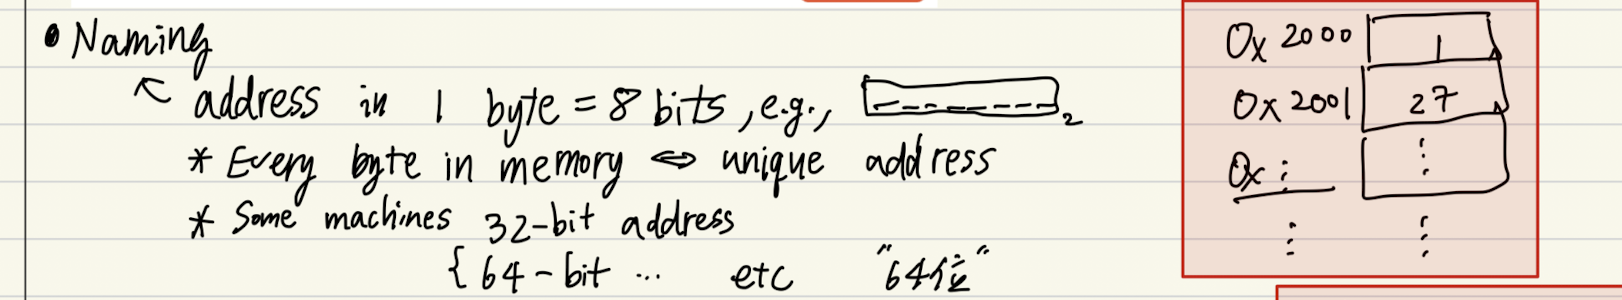 • Naming
↖ address in 1 byte = 8 bits, e.g., ________₂
* Every byte in memory ⇔ unique address
* Some machines 32-bit address
{ 64-bit ... etc "64位"
0x 2000 1
0x 2001 27
0x ⋮ ⋮
⋮ ⋮